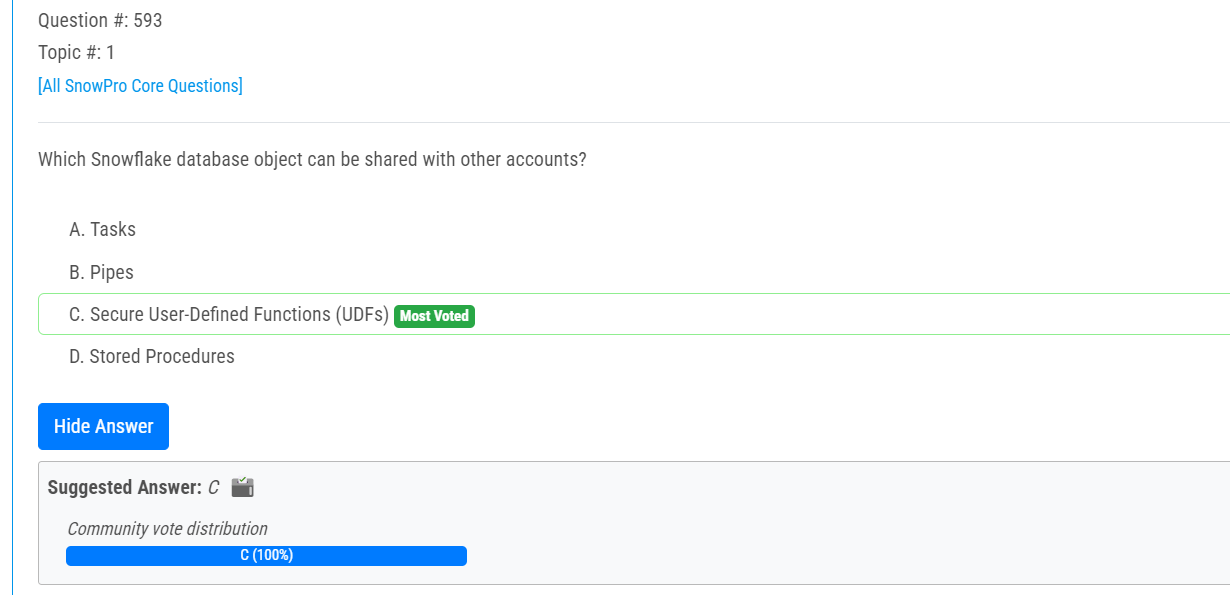 Question #: 593
Topic #: 1
[All SnowPro Core Questions]
Which Snowflake database object can be shared with other accounts?
A. Tasks
B. Pipes
C. Secure User-Defined Functions (UDFs) Most Voted
D. Stored Procedures
Hide Answer
Suggested Answer: C
Community vote distribution
C (100%)